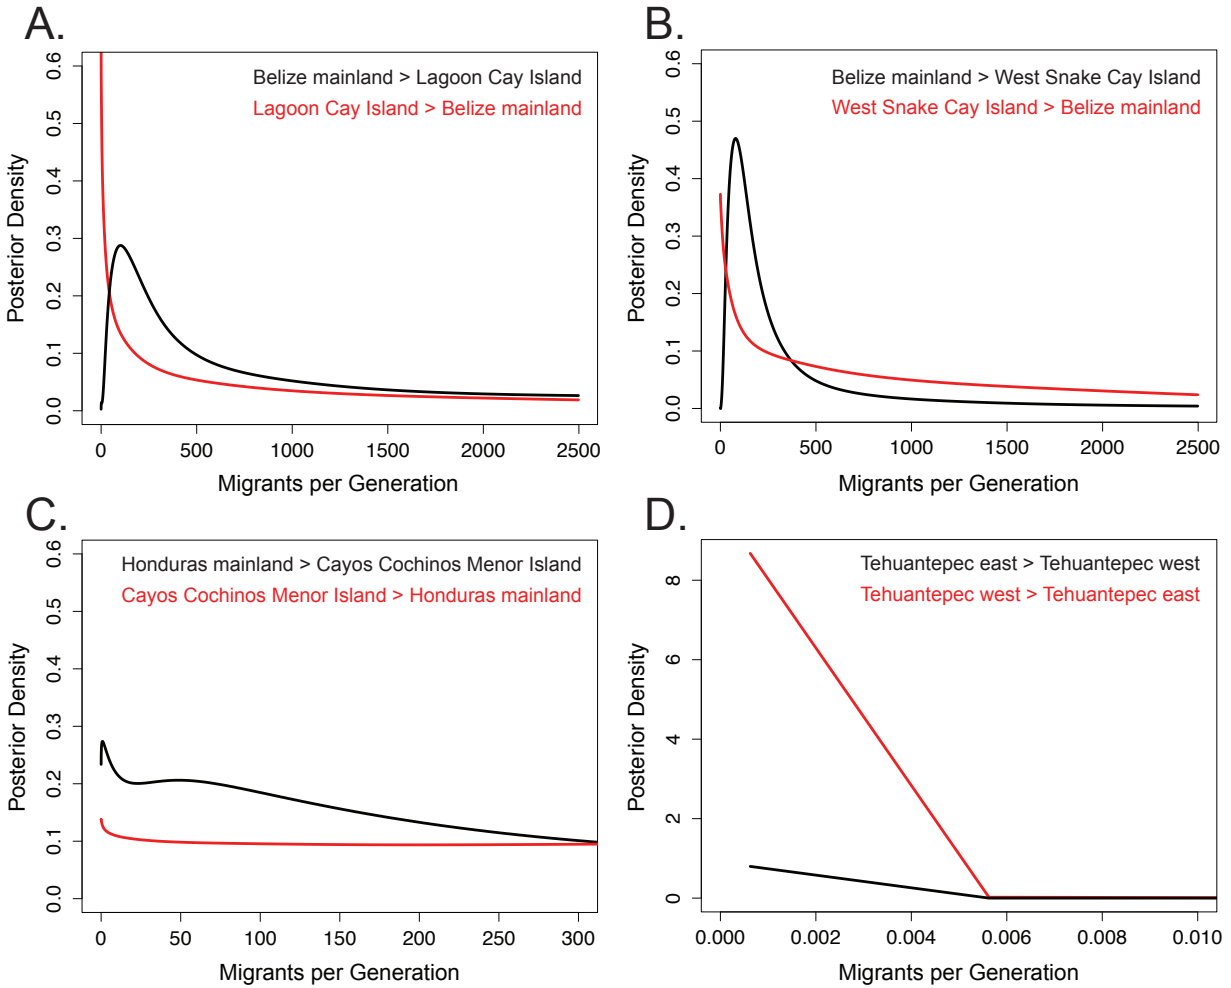 A.
Belize mainland > Lagoon Cay Island
Lagoon Cay Island > Belize mainland
Posterior Density
0.0 0.1 0.2 0.3 0.4 0.5 0.6
0 500 1000 1500 2000 2500
Migrants per Generation
B.
Belize mainland > West Snake Cay Island
West Snake Cay Island > Belize mainland
Posterior Density
0.0 0.1 0.2 0.3 0.4 0.5 0.6
0 500 1000 1500 2000 2500
Migrants per Generation
C.
Honduras mainland > Cayos Cochinos Menor Island
Cayos Cochinos Menor Island > Honduras mainland
Posterior Density
0.0 0.1 0.2 0.3 0.4 0.5 0.6
0 50 100 150 200 250 300
Migrants per Generation
D.
Tehuantepec east > Tehuantepec west
Tehuantepec west > Tehuantepec east
Posterior Density
0 2 4 6 8
0.000 0.002 0.004 0.006 0.008 0.010
Migrants per Generation